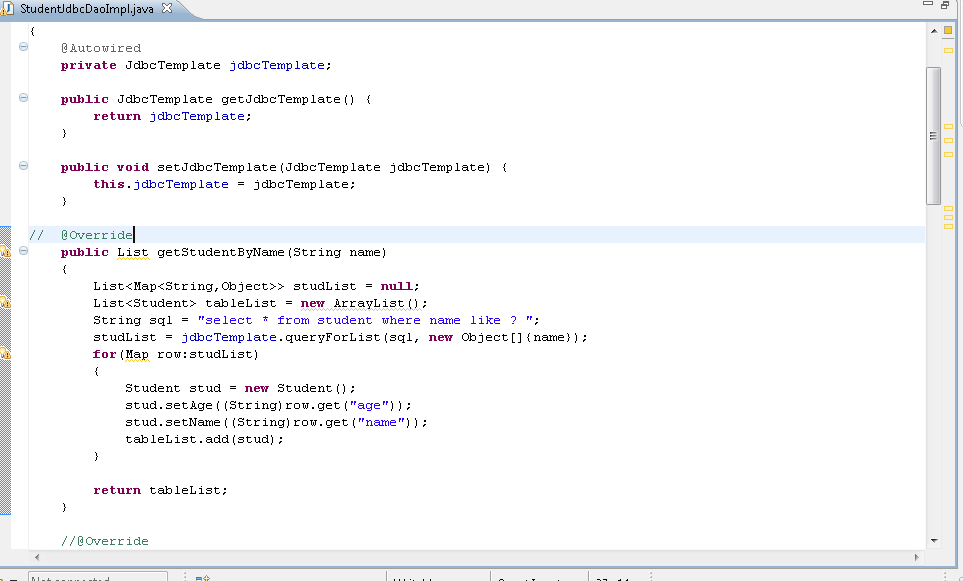 StudentJdbcDaoImpl.java
{
    @Autowired
    private JdbcTemplate jdbcTemplate;
    public JdbcTemplate getJdbcTemplate() {
        return jdbcTemplate;
    }
    public void setJdbcTemplate(JdbcTemplate jdbcTemplate) {
        this.jdbcTemplate = jdbcTemplate;
    }
//  @Override
    public List getStudentByName(String name)
    {
        List<Map<String,Object>> studList = null;
        List<Student> tableList = new ArrayList();
        String sql = "select * from student where name like ? ";
        studList = jdbcTemplate.queryForList(sql, new Object[]{name});
        for(Map row:studList)
        {
            Student stud = new Student();
            stud.setAge((String)row.get("age"));
            stud.setName((String)row.get("name"));
            tableList.add(stud);
        }
        return tableList;
    }
    //@Override